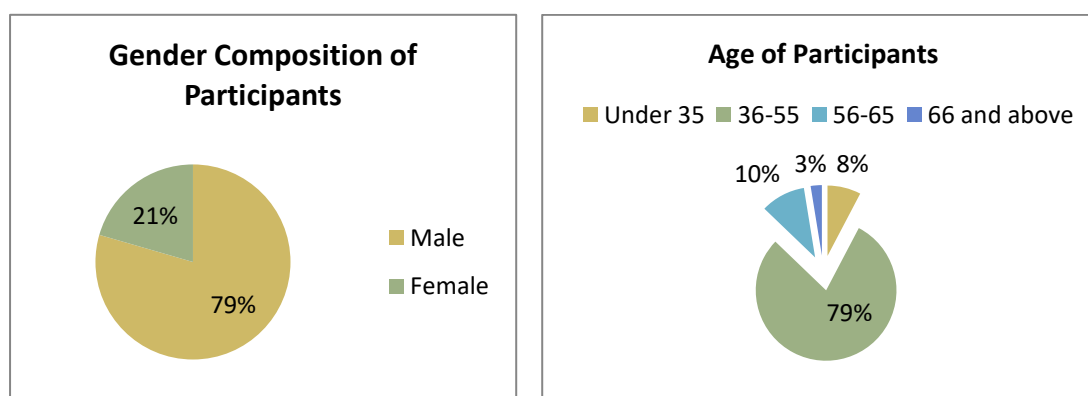 Gender Composition of
Participants
21%
79%
Male
Female
Age of Participants
Under 35 36-55 56-65 66 and above
10% 3% 8%
79%